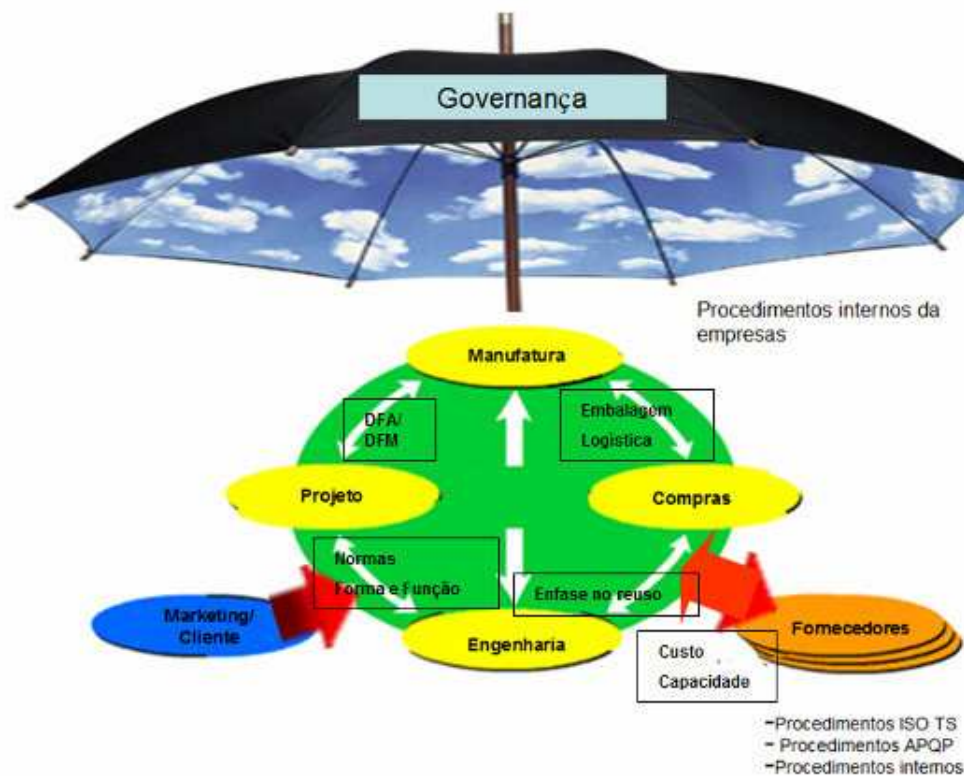 Governança
Procedimentos internos da
empresas
Manufatura
DFA/
DFM
Embalagem
Logistica
Projeto
Compras
Normas
Forma e Função
Enfase no reuso
Marketing/
Cliente
Engenharia
Fornecedores
Custo
Capacidade
-Procedimentos ISO TS
- Procedimentos APQP
-Procedimentos internos